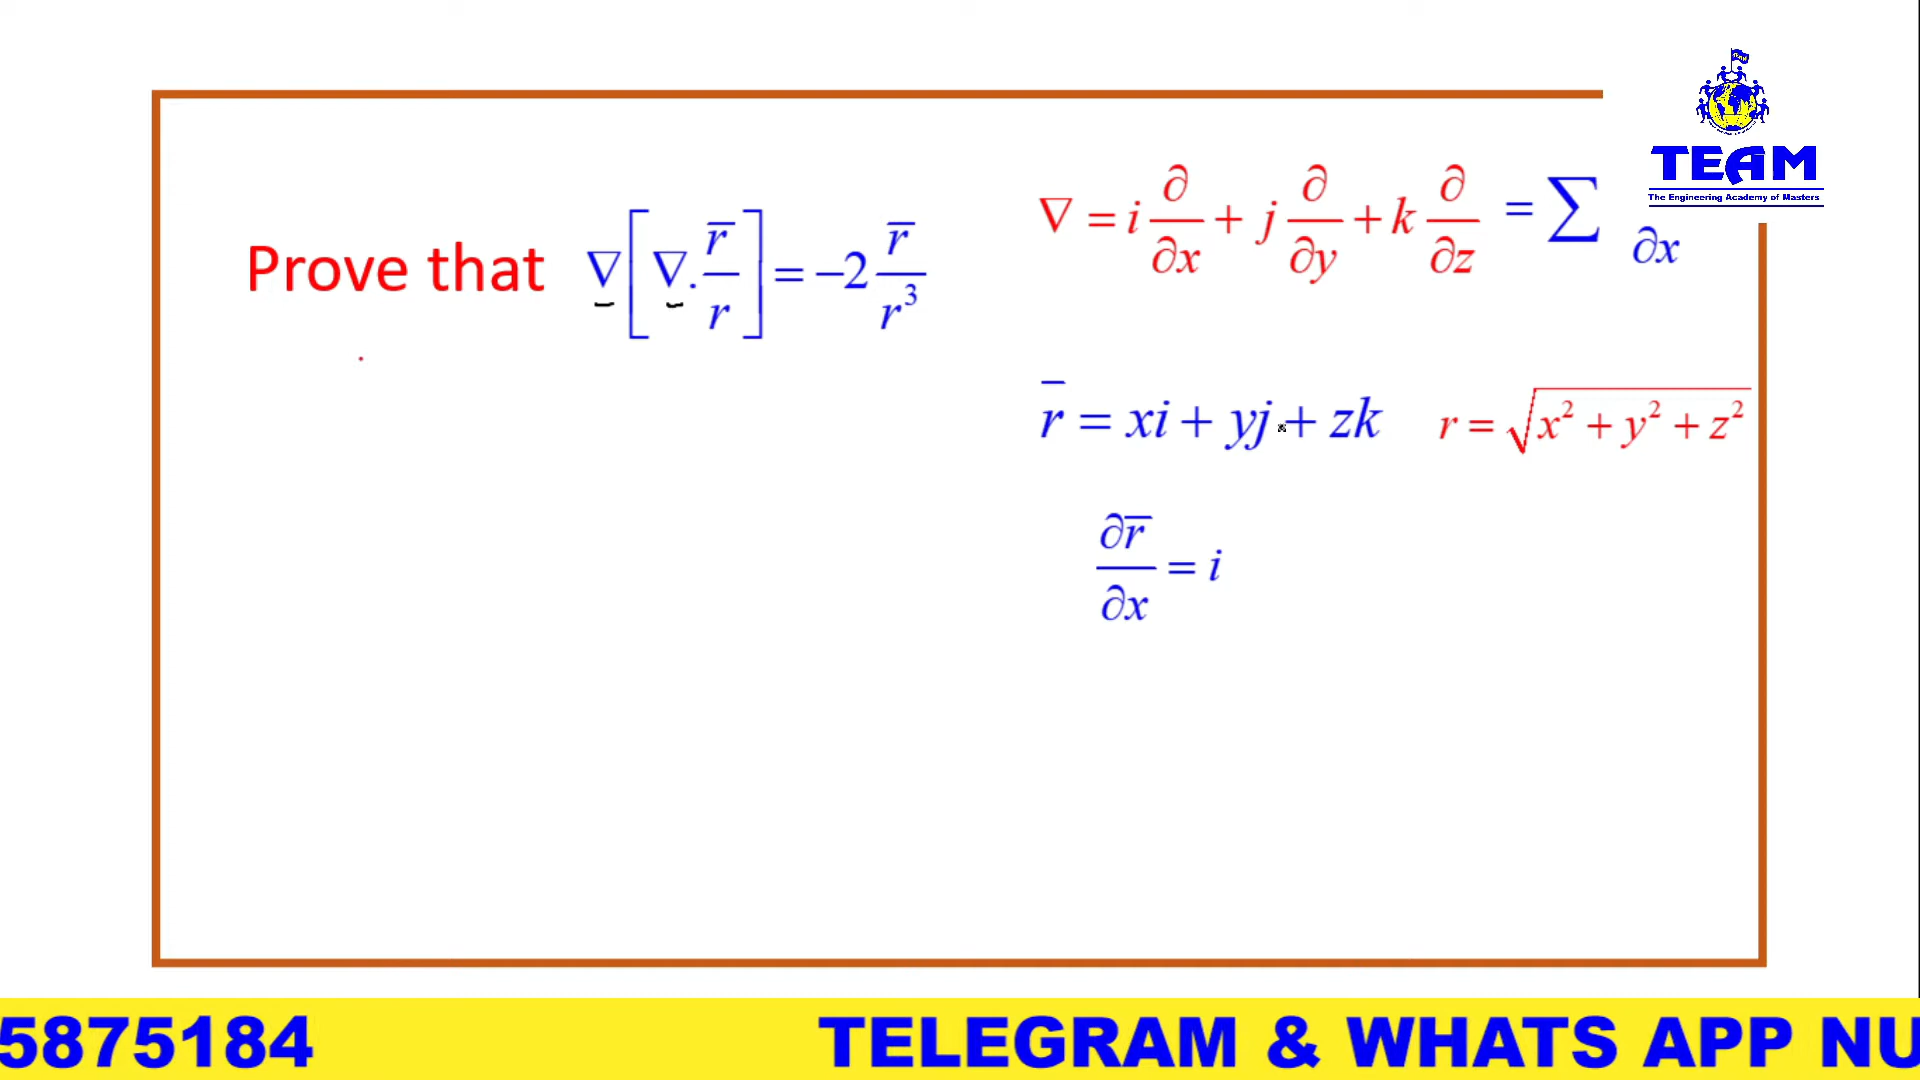 TEAM
The Engineering Academy of Masters
∇ = i ∂/∂x + j ∂/∂y + k ∂/∂z = ∑ ∂x
Prove that ∇[∇. r̅/r] = −2 r̅/r³
r̅ = xi + yj + zk r = √(x² + y² + z²)
∂r̅/∂x = i
5875184 TELEGRAM & WHATS APP NU